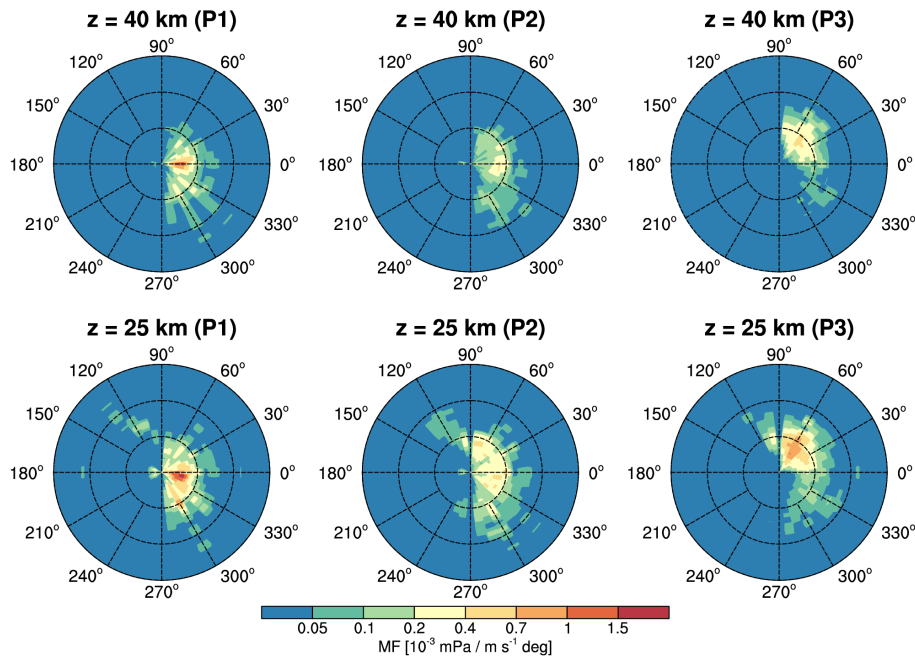 z = 40 km (P1) z = 40 km (P2) z = 40 km (P3)
90° 90° 90°
120° 60° 120° 60° 120° 60°
150° 30° 150° 30° 150° 30°
180° 0° 180° 0° 180° 0°
210° 330° 210° 330° 210° 330°
240° 300° 240° 300° 240° 300°
270° 270° 270°
z = 25 km (P1) z = 25 km (P2) z = 25 km (P3)
90° 90° 90°
120° 60° 120° 60° 120° 60°
150° 30° 150° 30° 150° 30°
180° 0° 180° 0° 180° 0°
210° 330° 210° 330° 210° 330°
240° 300° 240° 300° 240° 300°
270° 270° 270°
0.05 0.1 0.2 0.4 0.7 1 1.5
MF [10⁻³ mPa / m s⁻¹ deg]